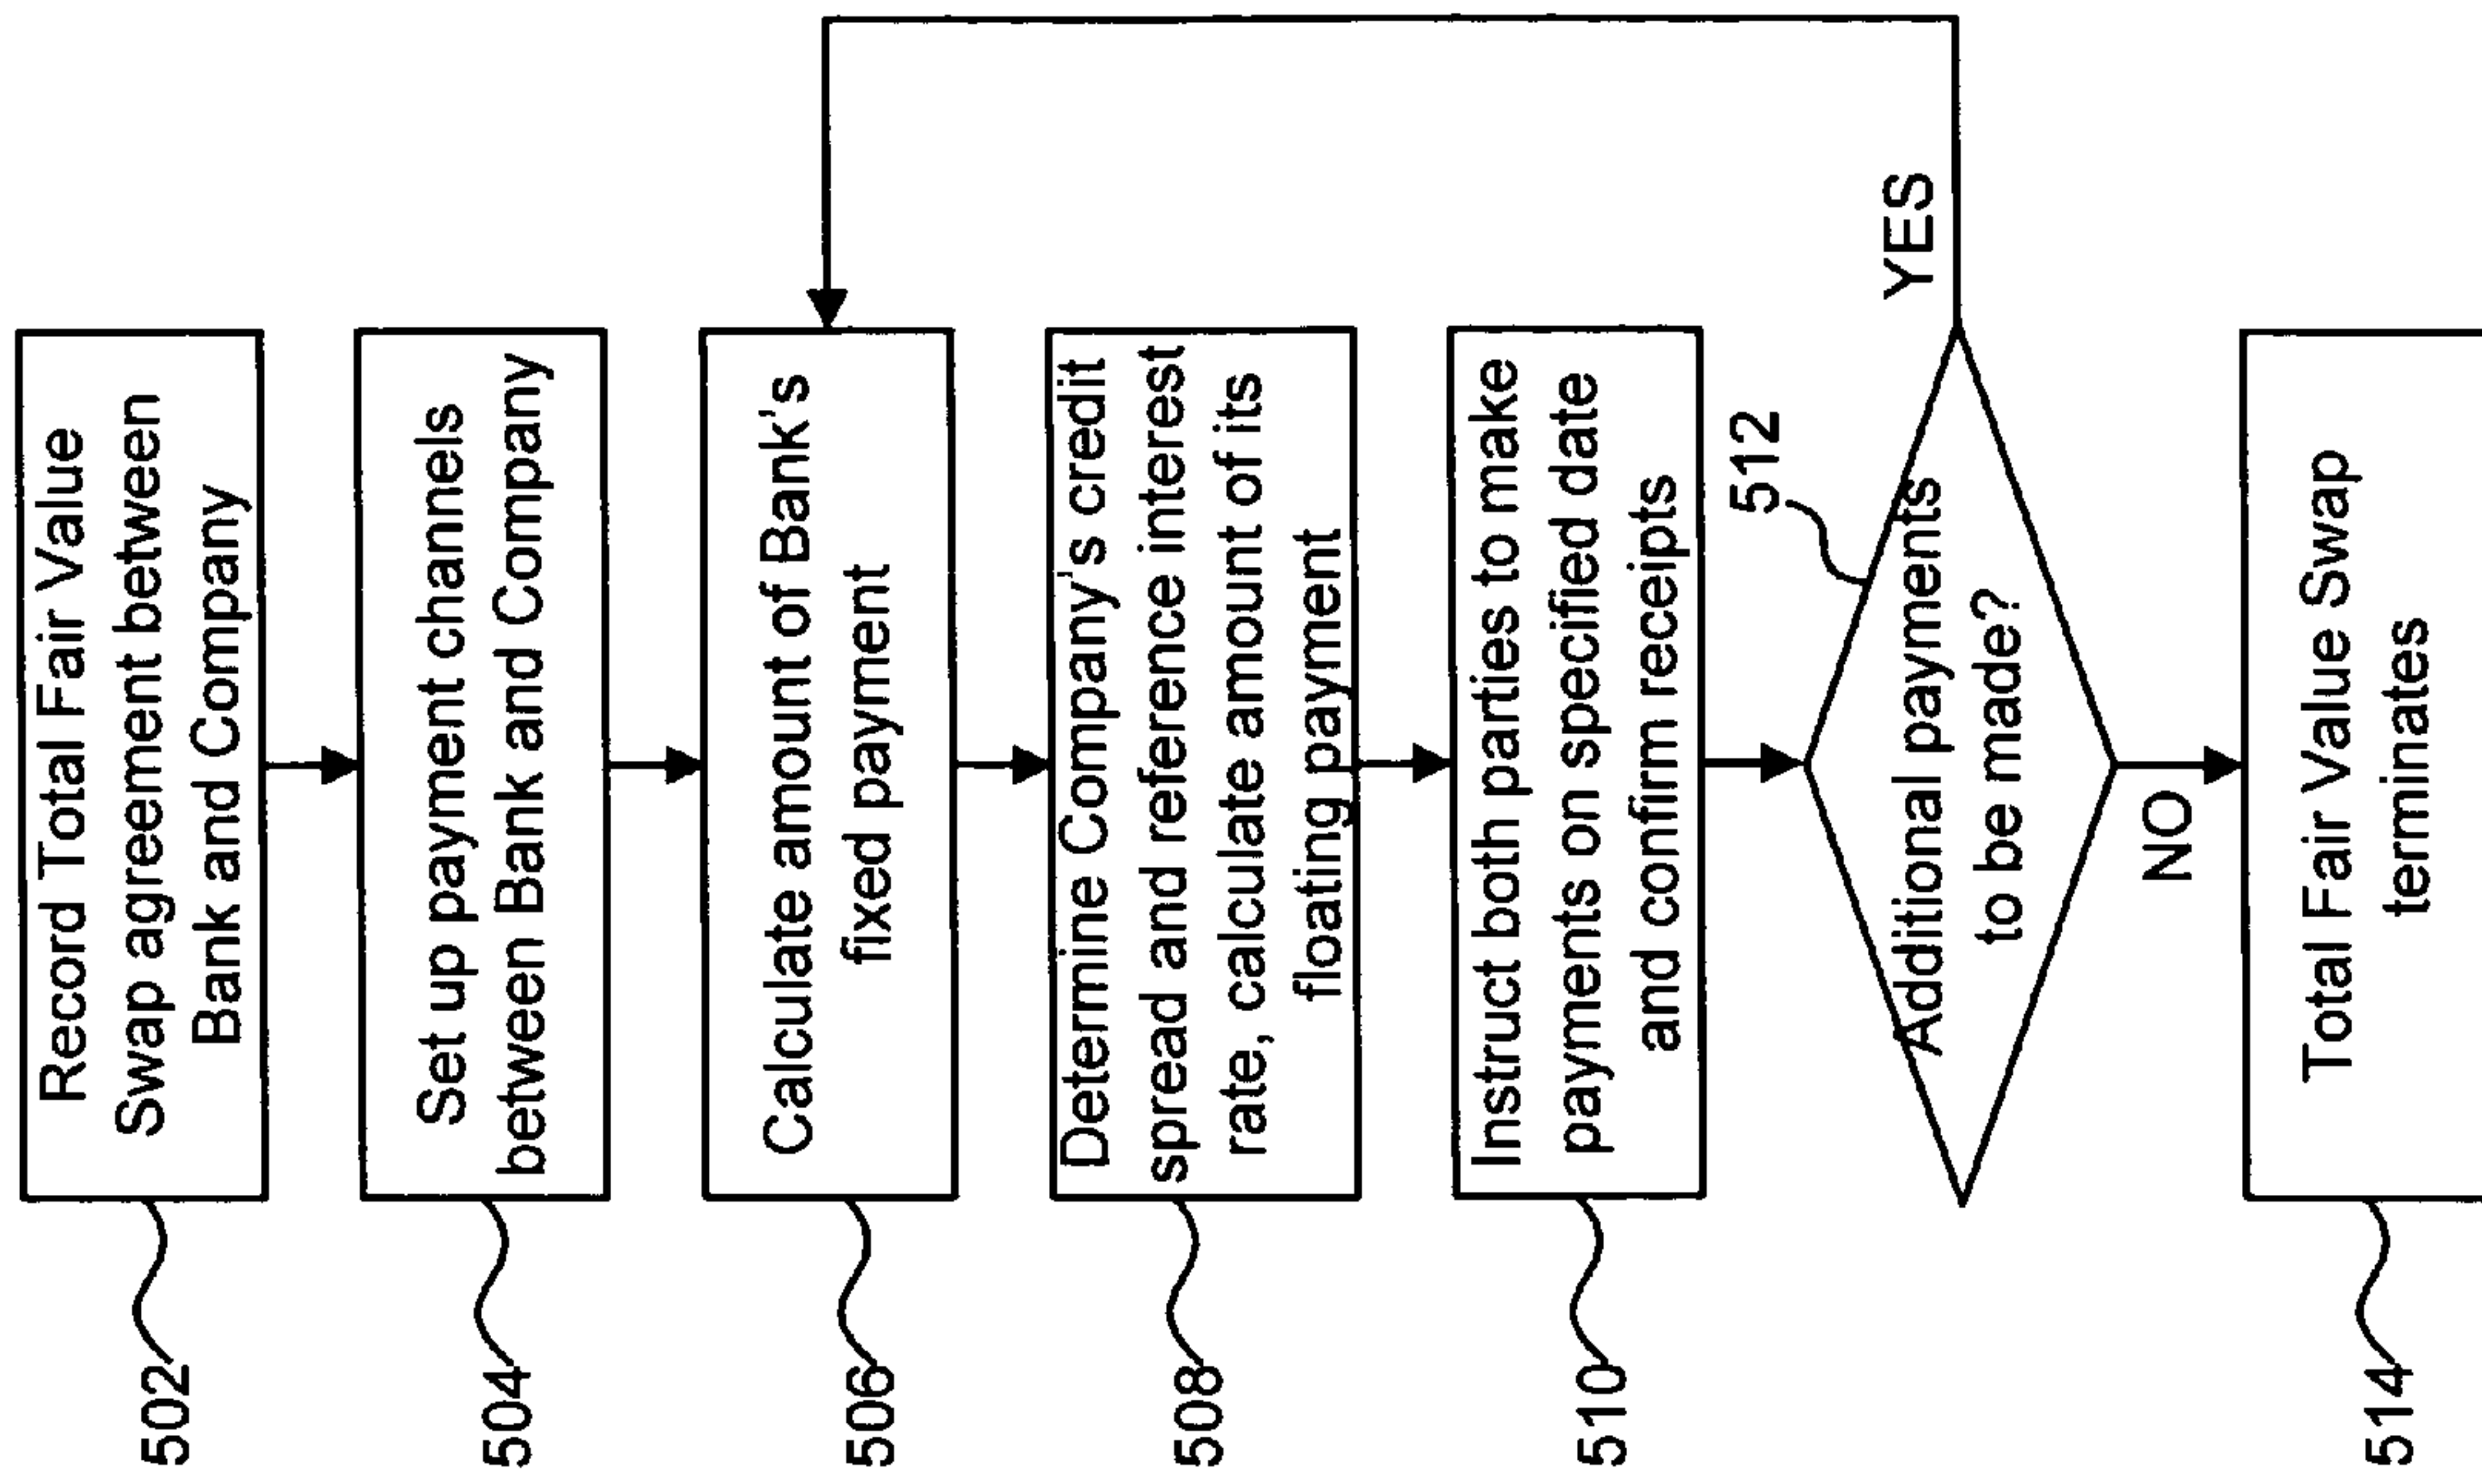 502
Record Total Fair Value
Swap agreement between
Bank and Company
504
Set up payment channels
between Bank and Company
506
Calculate amount of Bank's
fixed payment
508
Determine Company's credit
spread and reference interest
rate, calculate amount of its
floating payment
510
Instruct both parties to make
payments on specified date
and confirm receipts
512
Additional payments
to be made?
YES
NO
514
Total Fair Value Swap
terminates